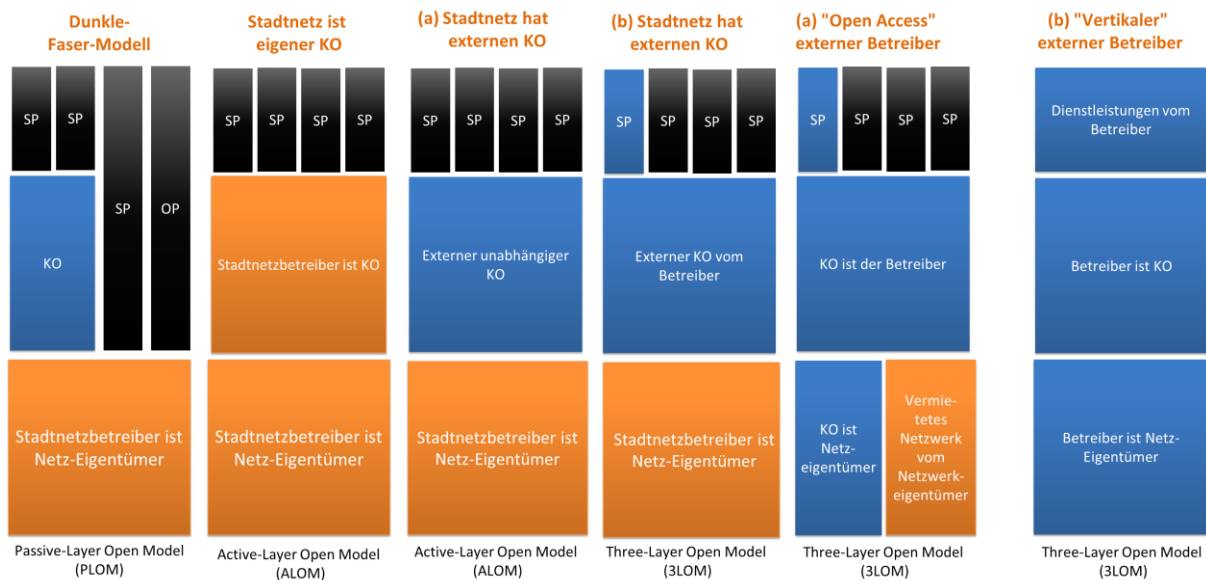 Dunkle-
Faser-Modell
Stadtnetz ist
eigener KO
(a) Stadtnetz hat
externen KO
(b) Stadtnetz hat
externen KO
(a) "Open Access"
externer Betreiber
(b) "Vertikaler"
externer Betreiber
SP
SP
SP
OP
KO
Stadtnetzbetreiber ist
Netz-Eigentümer
Passive-Layer Open Model
(PLOM)
SP
SP
SP
SP
Stadtnetzbetreiber ist KO
Stadtnetzbetreiber ist
Netz-Eigentümer
Active-Layer Open Model
(ALOM)
SP
SP
SP
SP
Externer unabhängiger
KO
Stadtnetzbetreiber ist
Netz-Eigentümer
Active-Layer Open Model
(ALOM)
SP
SP
SP
SP
Externer KO vom
Betreiber
Stadtnetzbetreiber ist
Netz-Eigentümer
Three-Layer Open Model
(3LOM)
SP
SP
SP
SP
KO ist der Betreiber
KO ist
Netz-
eigentümer
Vermie-
tetes
Netzwerk
vom
Netzwerk-
eigentümer
Three-Layer Open Model
(3LOM)
Dienstleistungen vom
Betreiber
Betreiber ist KO
Betreiber ist Netz-
Eigentümer
Three-Layer Open Model
(3LOM)